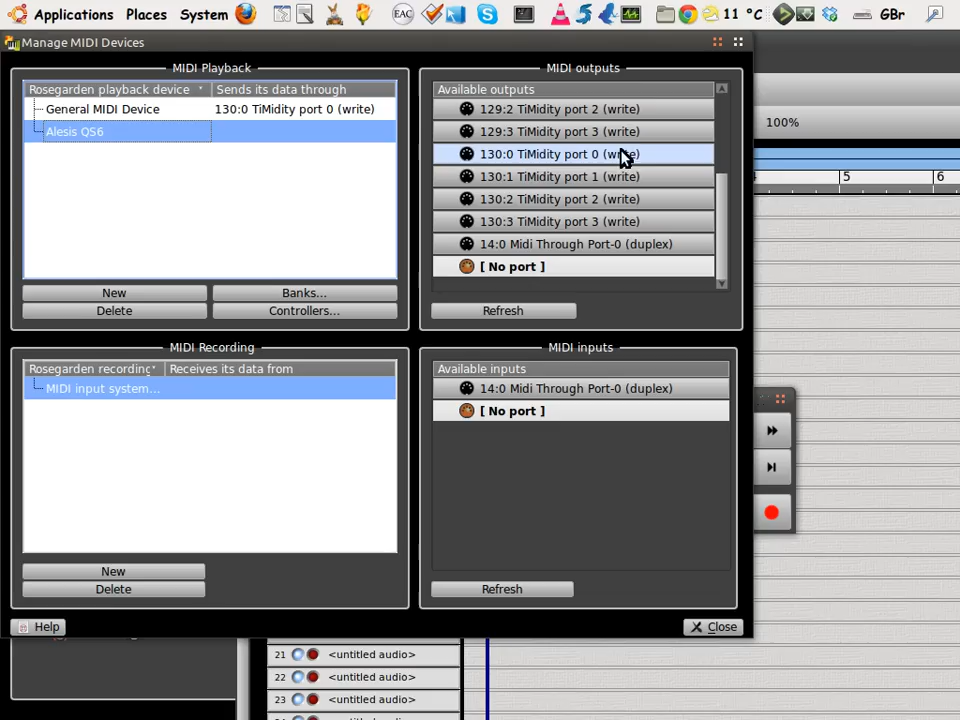 Applications Places System 11 °C GBr
Manage MIDI Devices
MIDI Playback
Rosegarden playback device Sends its data through
General MIDI Device 130:0 TiMidity port 0 (write)
Alesis QS6
New Banks...
Delete Controllers...
MIDI outputs
Available outputs
129:2 TiMidity port 2 (write)
129:3 TiMidity port 3 (write)
130:0 TiMidity port 0 (write)
130:1 TiMidity port 1 (write)
130:2 TiMidity port 2 (write)
130:3 TiMidity port 3 (write)
14:0 Midi Through Port-0 (duplex)
[ No port ]
Refresh
MIDI Recording
Rosegarden recording Receives its data from
MIDI input system...
New
Delete
MIDI inputs
Available inputs
14:0 Midi Through Port-0 (duplex)
[ No port ]
Refresh
Help Close
100%
5 6
21 <untitled audio>
22 <untitled audio>
23 <untitled audio>